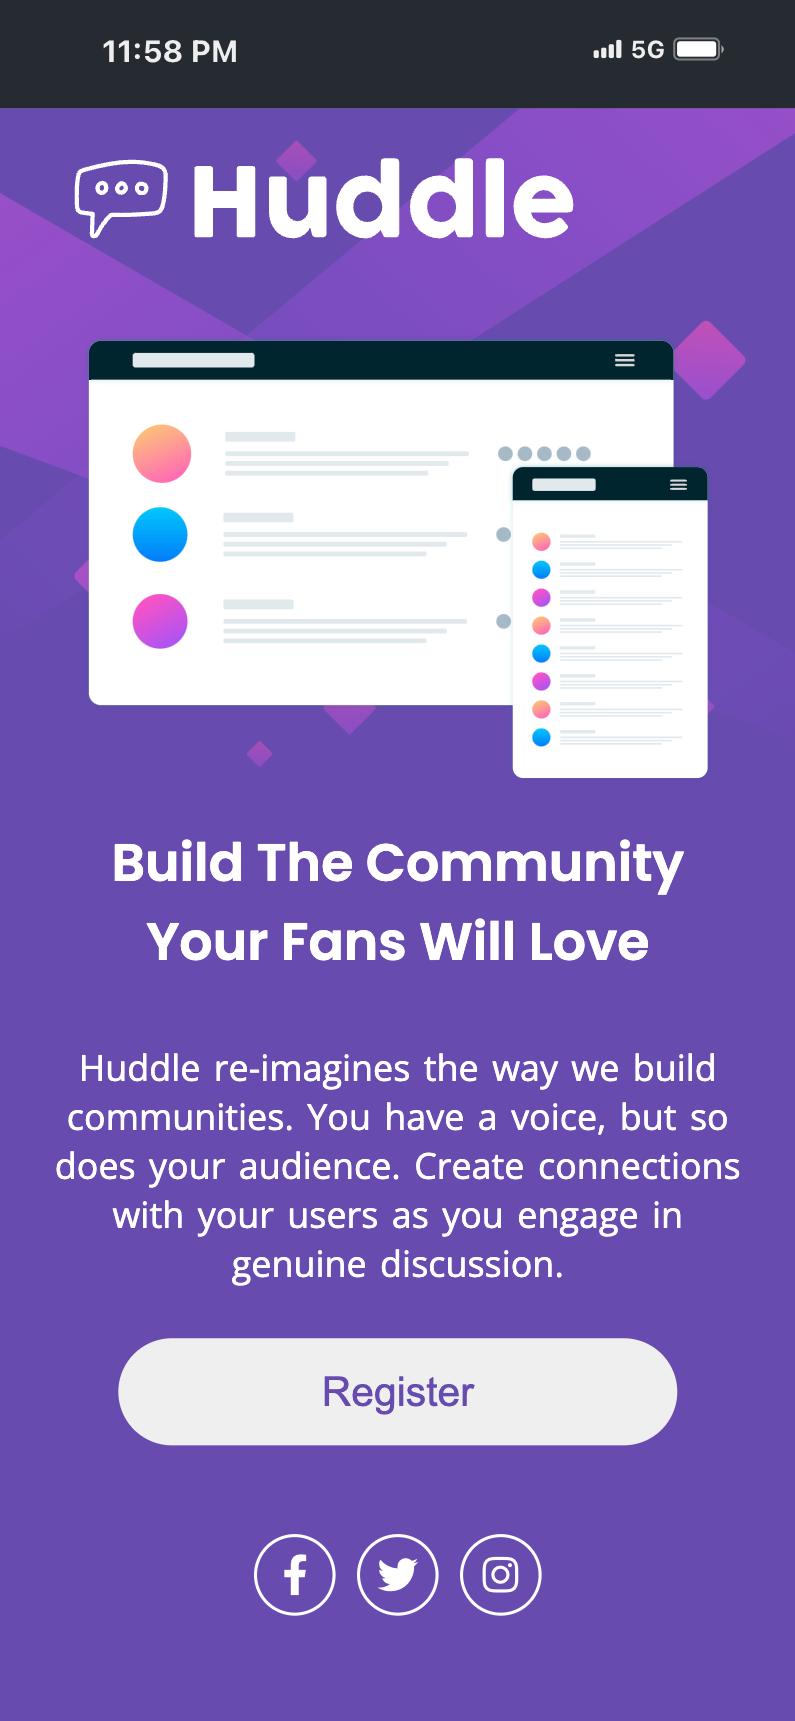 11:58 PM 5G
Huddle
Build The Community
Your Fans Will Love
Huddle re-imagines the way we build
communities. You have a voice, but so
does your audience. Create connections
with your users as you engage in
genuine discussion.
Register